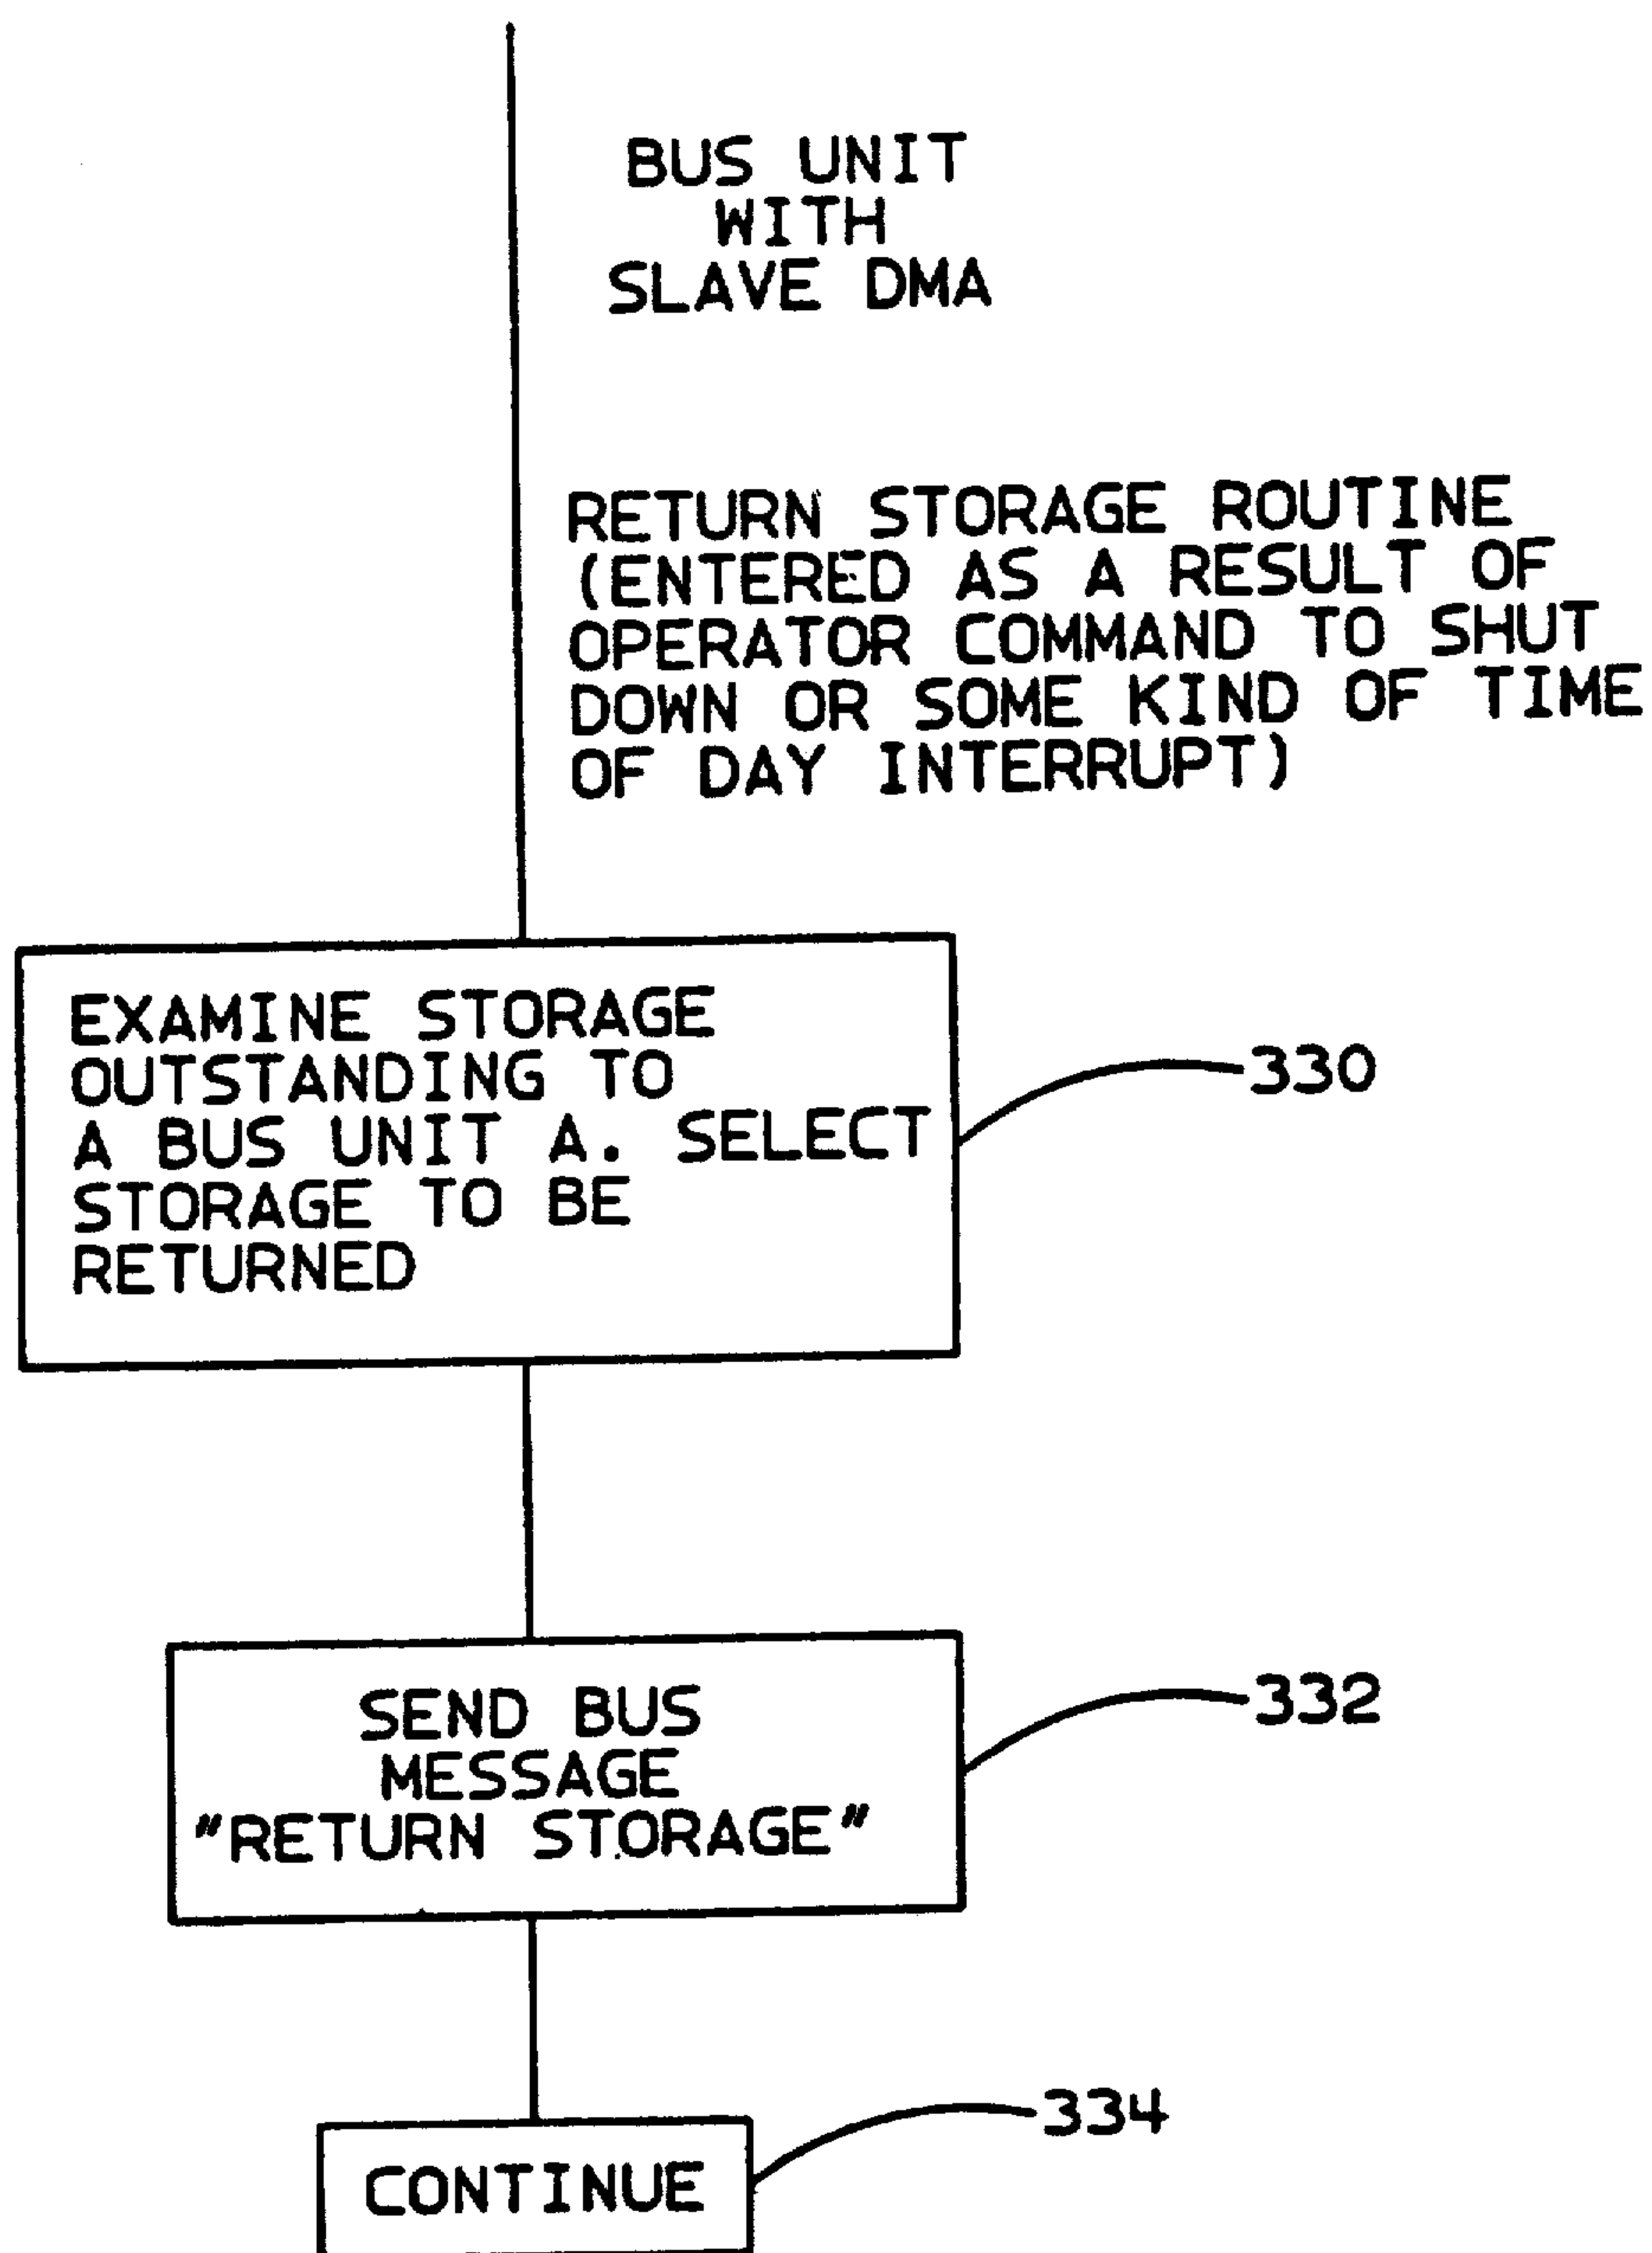 BUS UNIT
WITH
SLAVE DMA
RETURN STORAGE ROUTINE
(ENTERED AS A RESULT OF
OPERATOR COMMAND TO SHUT
DOWN OR SOME KIND OF TIME
OF DAY INTERRUPT)
EXAMINE STORAGE
OUTSTANDING TO
A BUS UNIT A. SELECT
STORAGE TO BE
RETURNED
330
SEND BUS
MESSAGE
"RETURN STORAGE"
332
CONTINUE
334